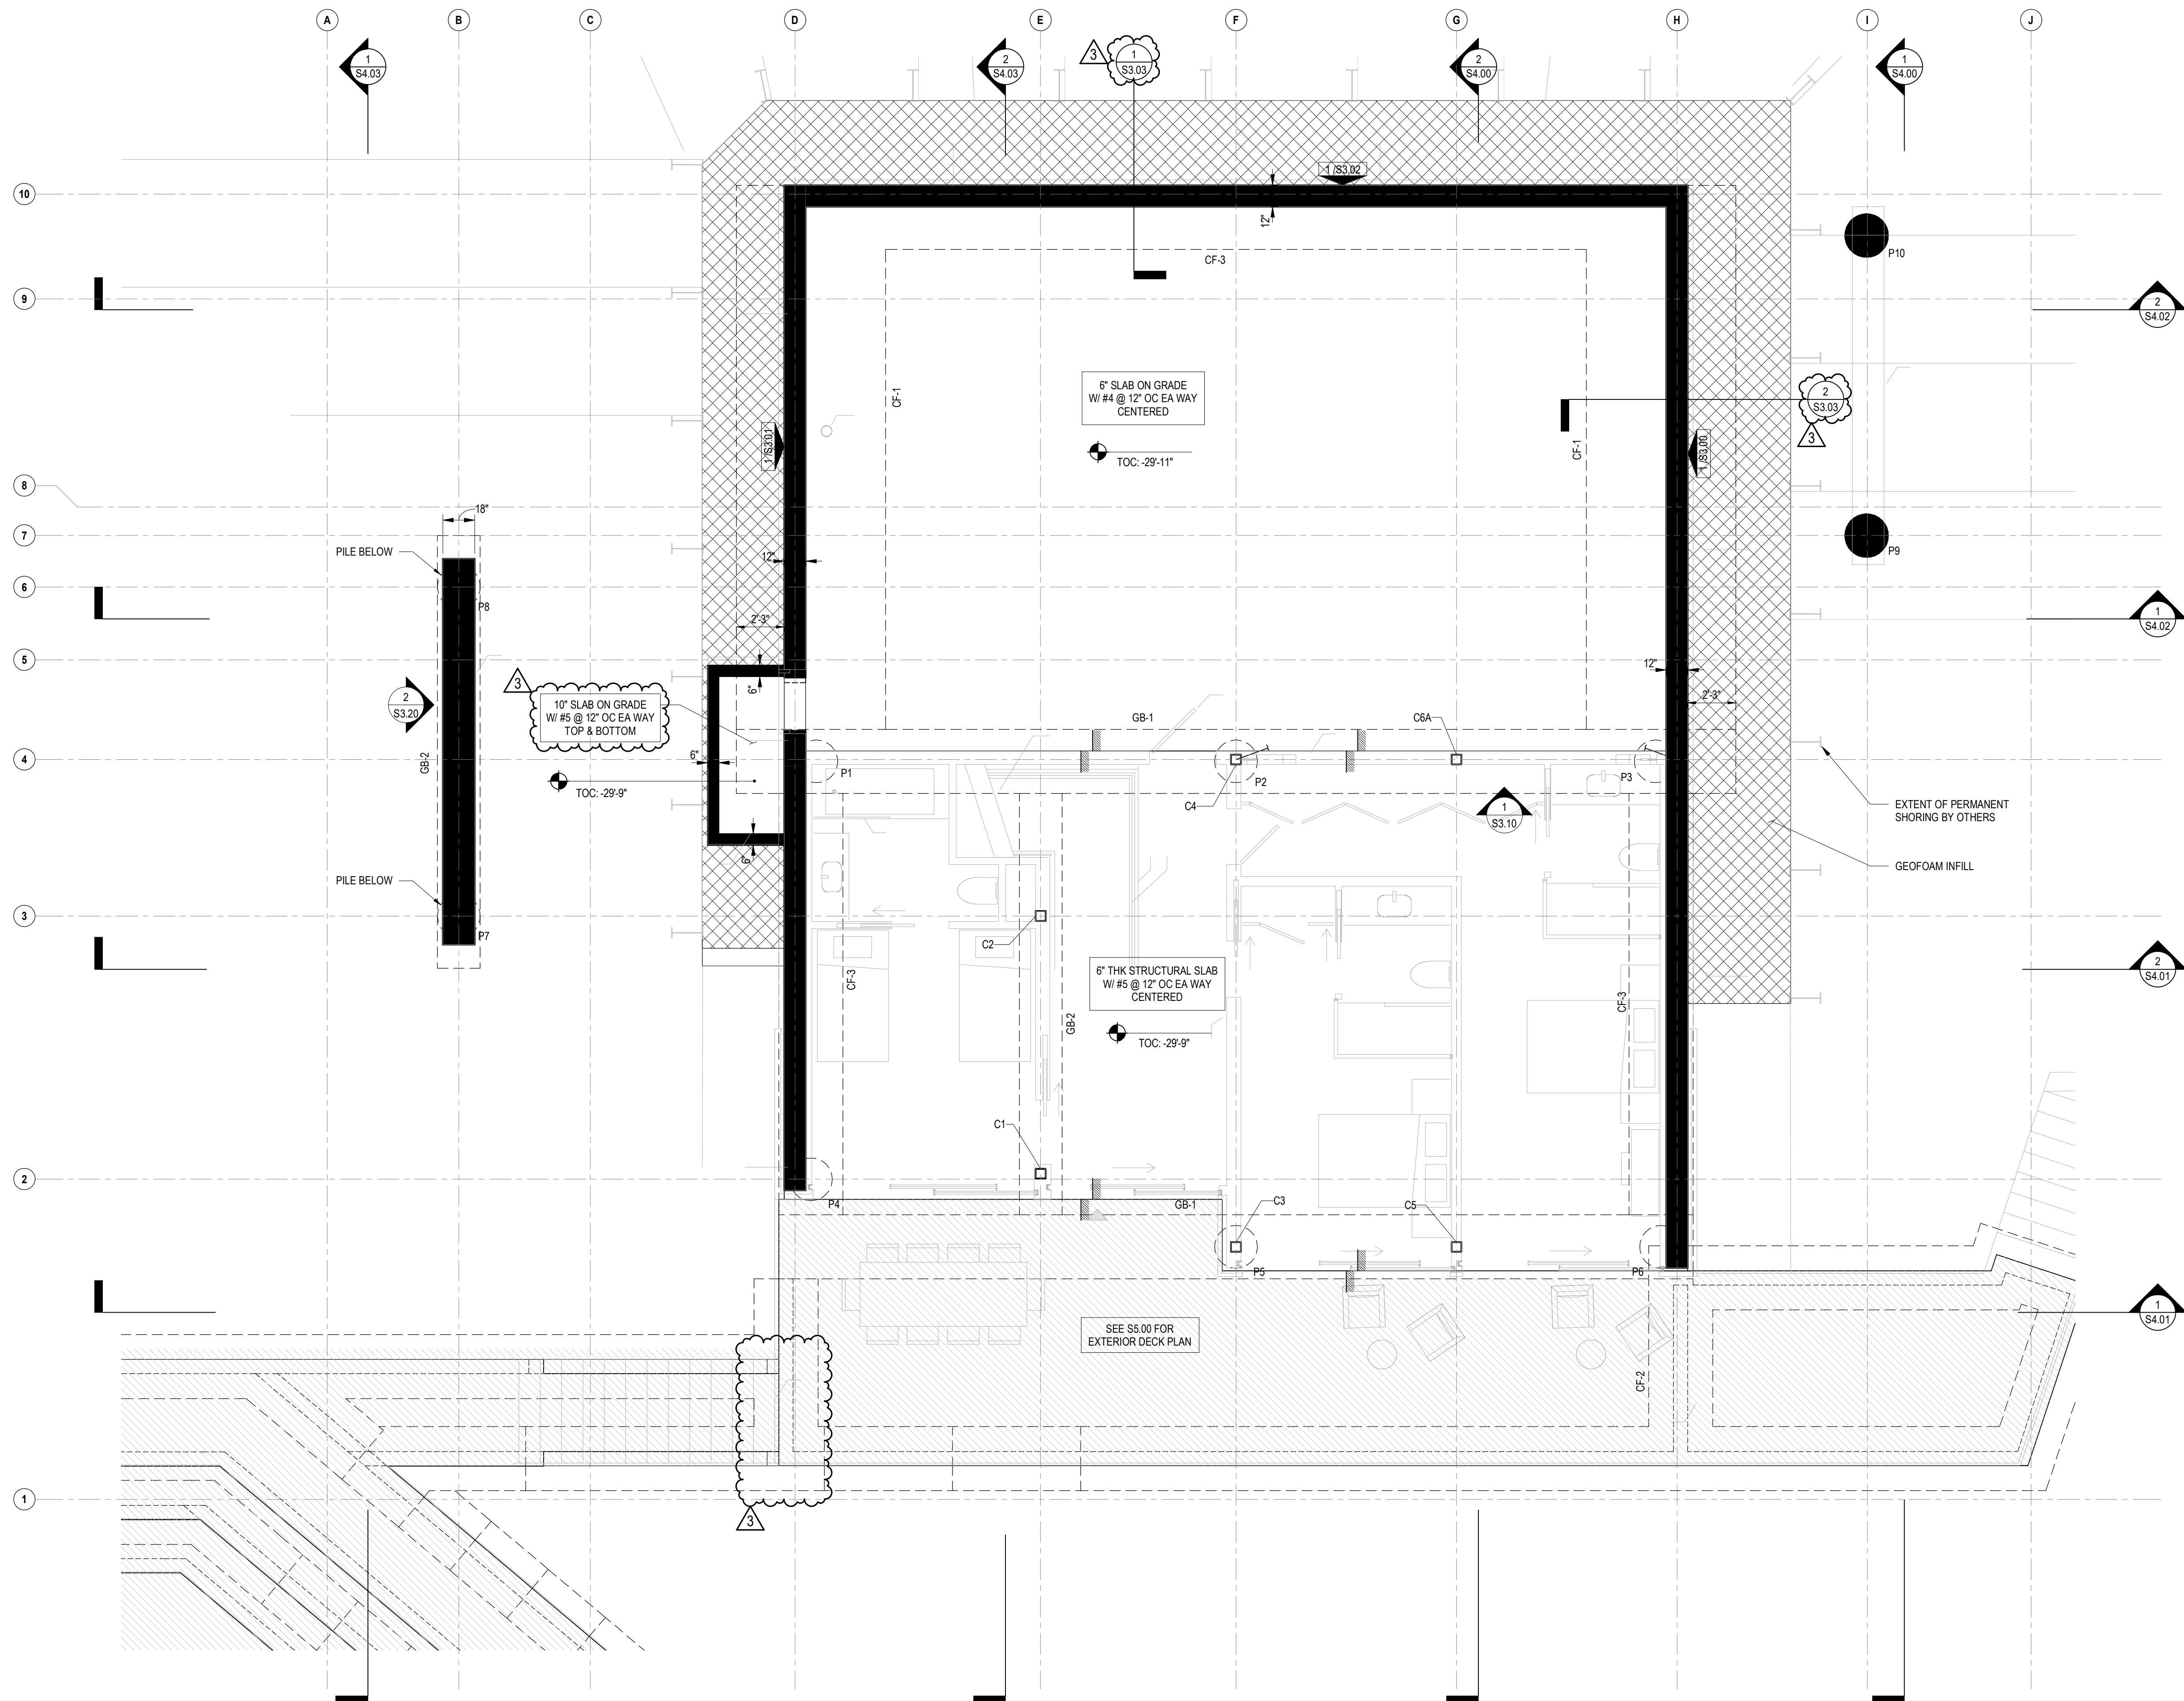 A
B
C
D
E
F
G
H
I
J
1
S4.03
2
S4.03
3
1
S3.03
2
S4.00
1
S4.00
10
1 /S3.02
12"
CF-3
P10
9
2
S4.02
6" SLAB ON GRADE
W/ #4 @ 12" OC EA WAY
CENTERED
TOC: -29'-11"
CF-1
CF-1
2
S3.03
3
1 /S3.01
1 /S3.00
8
18"
7
PILE BELOW
12"
P9
6
P8
2'-3"
1
S4.02
5
12"
6"
2'-3"
3
10" SLAB ON GRADE
W/ #5 @ 12" OC EA WAY
TOP & BOTTOM
2
S3.20
GB-2
GB-1
C6A
4
6"
P1
P2
P3
TOC: -29'-9"
C4
1
S3.10
EXTENT OF PERMANENT
SHORING BY OTHERS
6"
GEOFOAM INFILL
PILE BELOW
3
P7
C2
CF-3
6" THK STRUCTURAL SLAB
W/ #5 @ 12" OC EA WAY
CENTERED
TOC: -29'-9"
GB-2
CF-3
2
S4.01
C1
2
P4
GB-1
C3
C5
P5
P6
SEE S5.00 FOR
EXTERIOR DECK PLAN
1
S4.01
CF-2
1
3